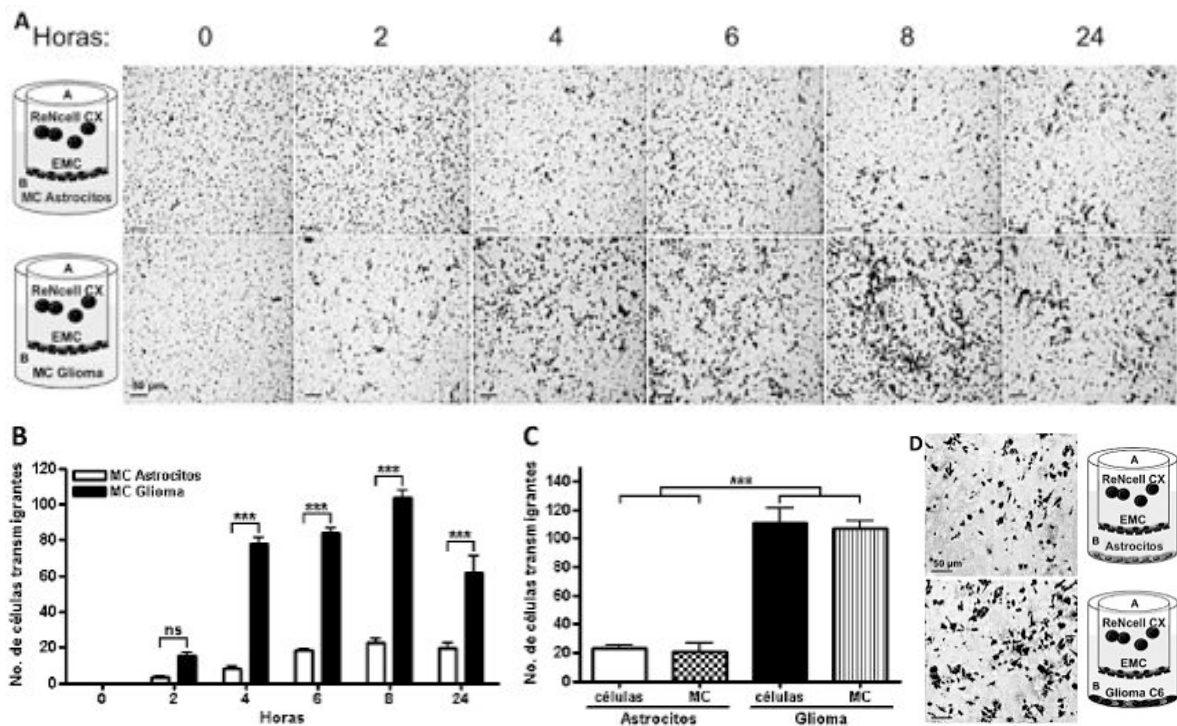 A
Horas: 0 2 4 6 8 24
A
ReNcell CX
EMC
B
MC Astrocitos
A
ReNcell CX
EMC
B
MC Glioma
50 µm
B
No. de células transmigrantes
120
100
80
60
40
20
0
MC Astrocitos
MC Glioma
ns
***
***
***
***
0 2 4 6 8 24
Horas
C
No. de células transmigrantes
140
120
100
80
60
40
20
0
***
células MC células MC
Astrocitos Glioma
D
50 µm
A
ReNcell CX
EMC
B
Astrocitos
A
ReNcell CX
EMC
B
Glioma C6